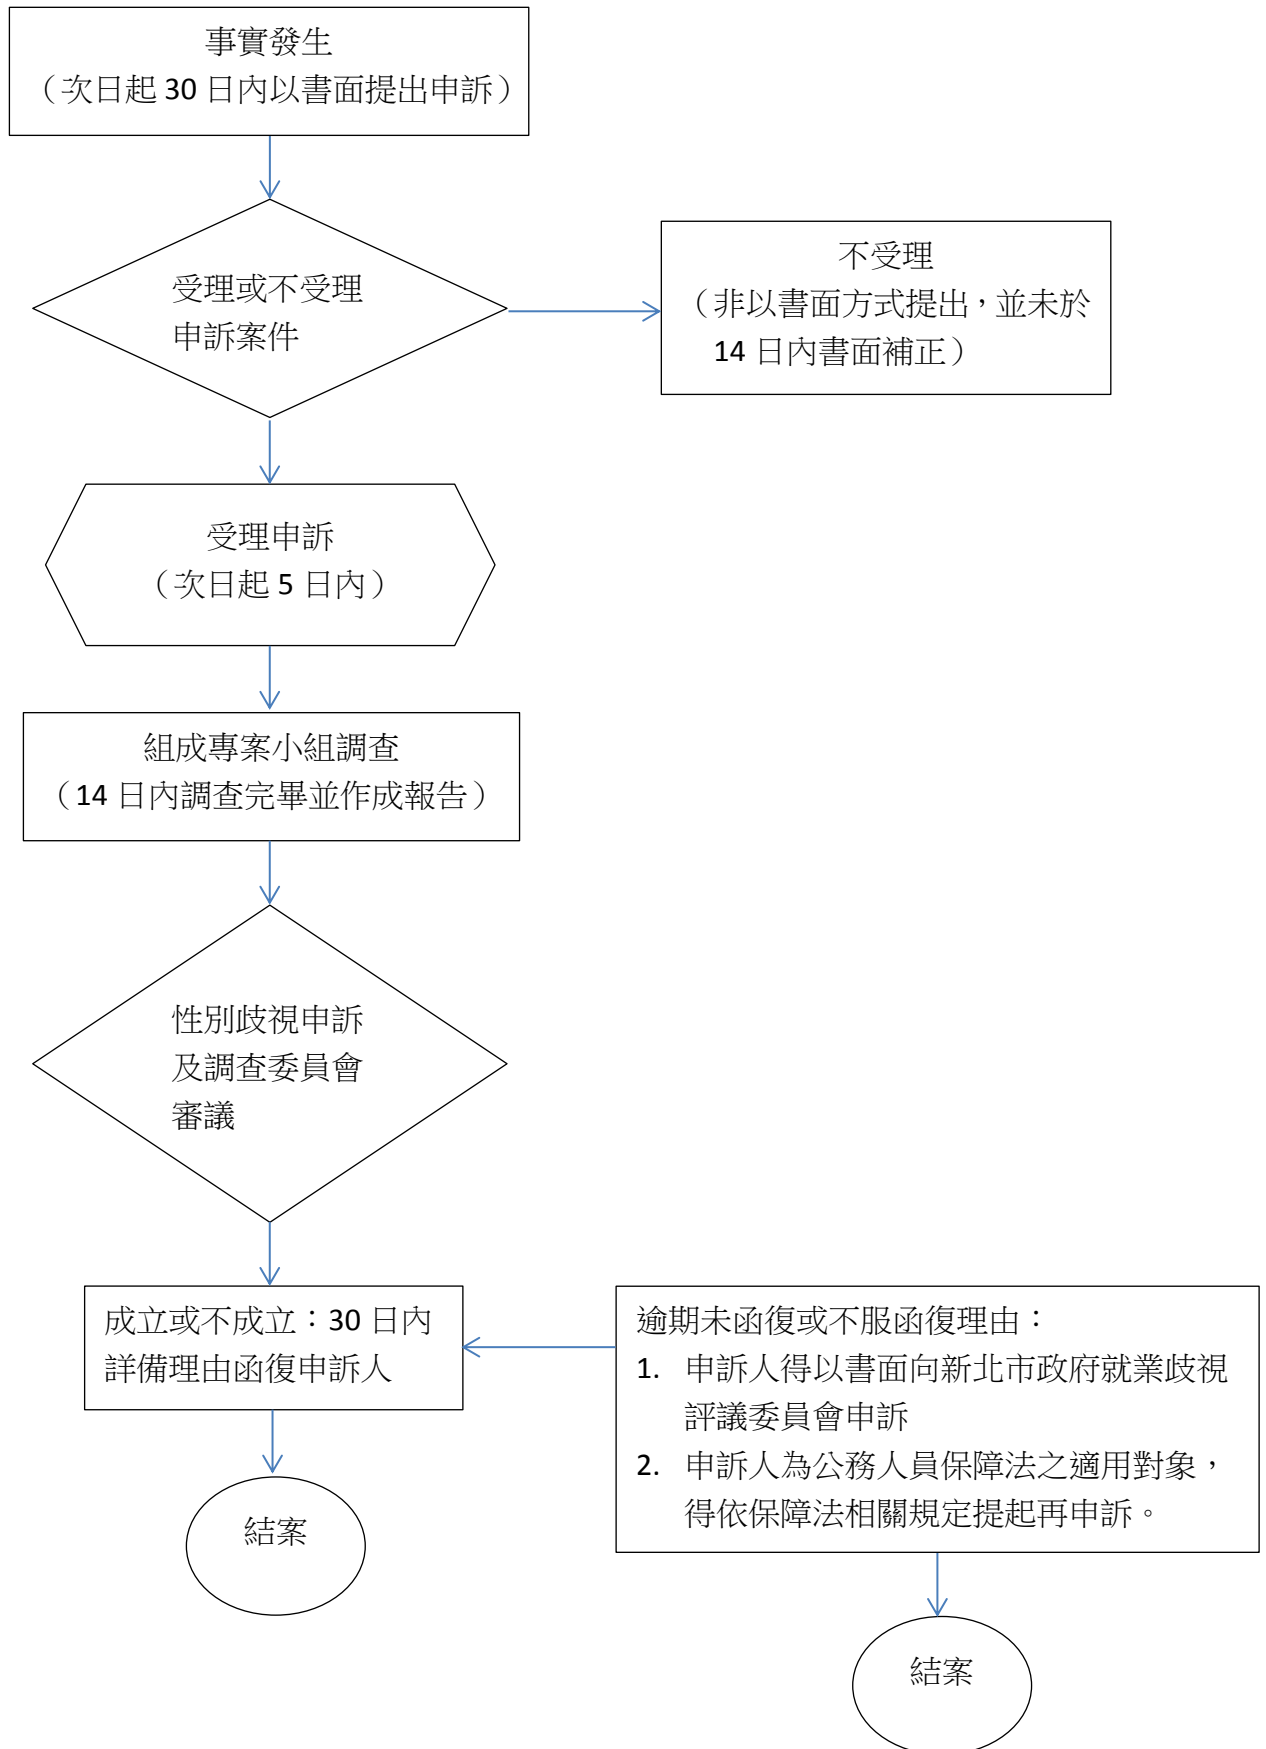 事實發生
（次日起 30 日內以書面提出申訴）
受理或不受理
申訴案件
不受理
（非以書面方式提出，並未於
14 日內書面補正）
受理申訴
（次日起 5 日內）
組成專案小組調查
（14 日內調查完畢並作成報告）
性別歧視申訴
及調查委員會
審議
成立或不成立：30 日內
詳備理由函復申訴人
逾期未函復或不服函復理由：
1. 申訴人得以書面向新北市政府就業歧視
評議委員會申訴
2. 申訴人為公務人員保障法之適用對象，
得依保障法相關規定提起再申訴。
結案
結案